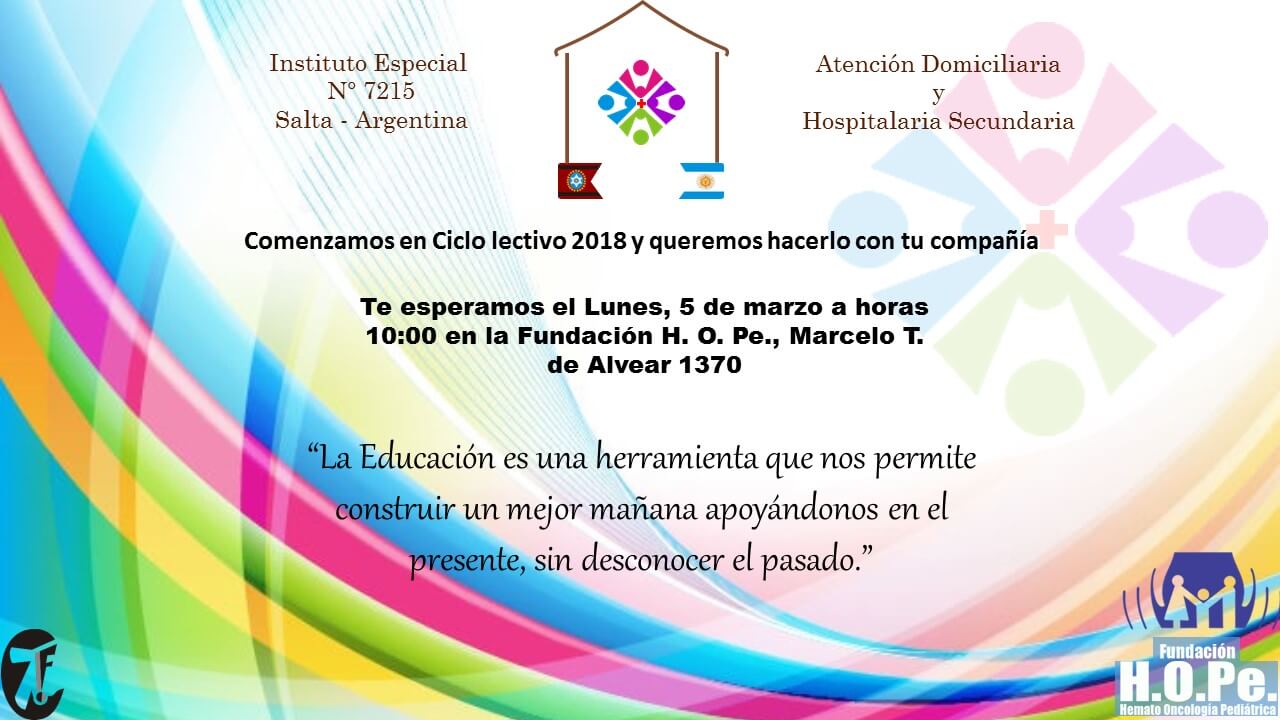 Instituto Especial
N° 7215
Salta - Argentina
Atención Domiciliaria
y
Hospitalaria Secundaria
Comenzamos en Ciclo lectivo 2018 y queremos hacerlo con tu compañía
Te esperamos el Lunes, 5 de marzo a horas
10:00 en la Fundación H. O. Pe., Marcelo T.
de Alvear 1370
“La Educación es una herramienta que nos permite
construir un mejor mañana apoyándonos en el
presente, sin desconocer el pasado.”
Fundación
H.O.Pe.
Hemato Oncología Pediátrica